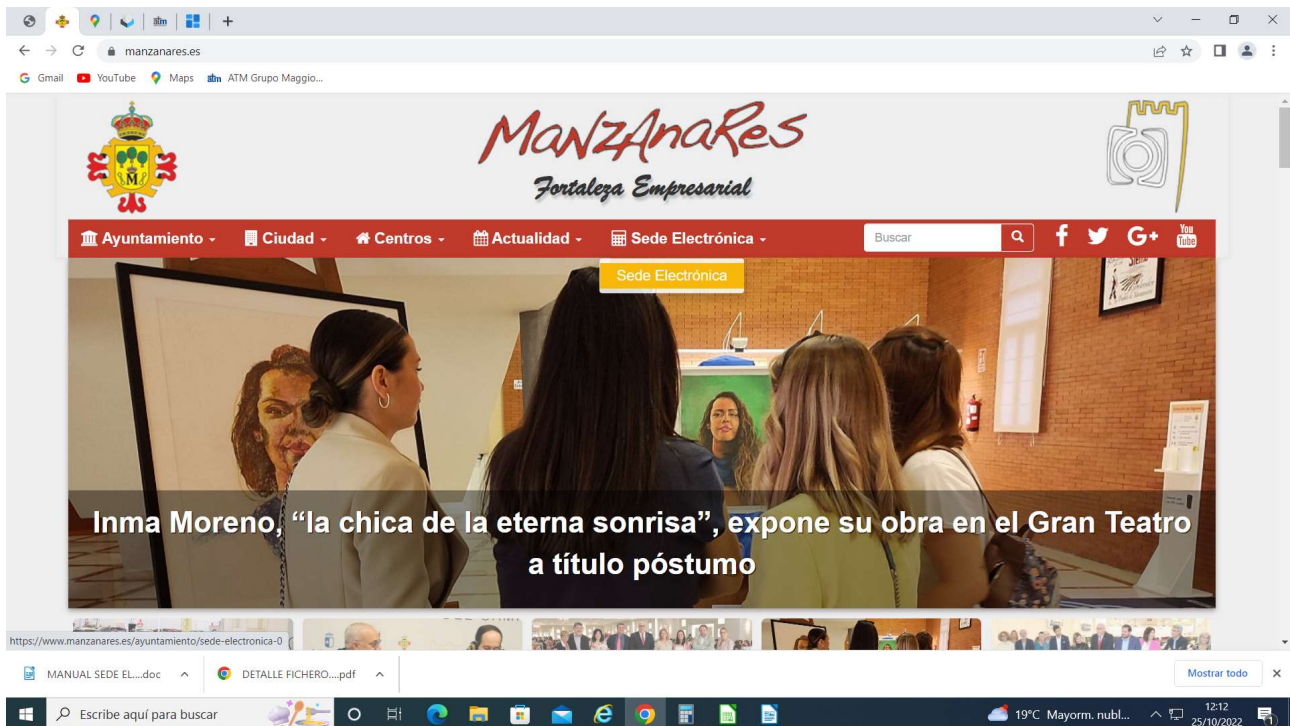 manzanares.es
Gmail
YouTube
Maps
atm ATM Grupo Maggio...
ManzAnaRes
Fortaleza Empresarial
M
Ayuntamiento
Ciudad
Centros
Actualidad
Sede Electrónica
Buscar
f
G+
You Tube
Sede Electrónica
Inma Moreno, “la chica de la eterna sonrisa”, expone su obra en el Gran Teatro
a título póstumo
https://www.manzanares.es/ayuntamiento/sede-electronica-0
MANUAL SEDE EL....doc
DETALLE FICHERO....pdf
Mostrar todo
Escribe aquí para buscar
19°C Mayorm. nubl...
12:12
25/10/2022